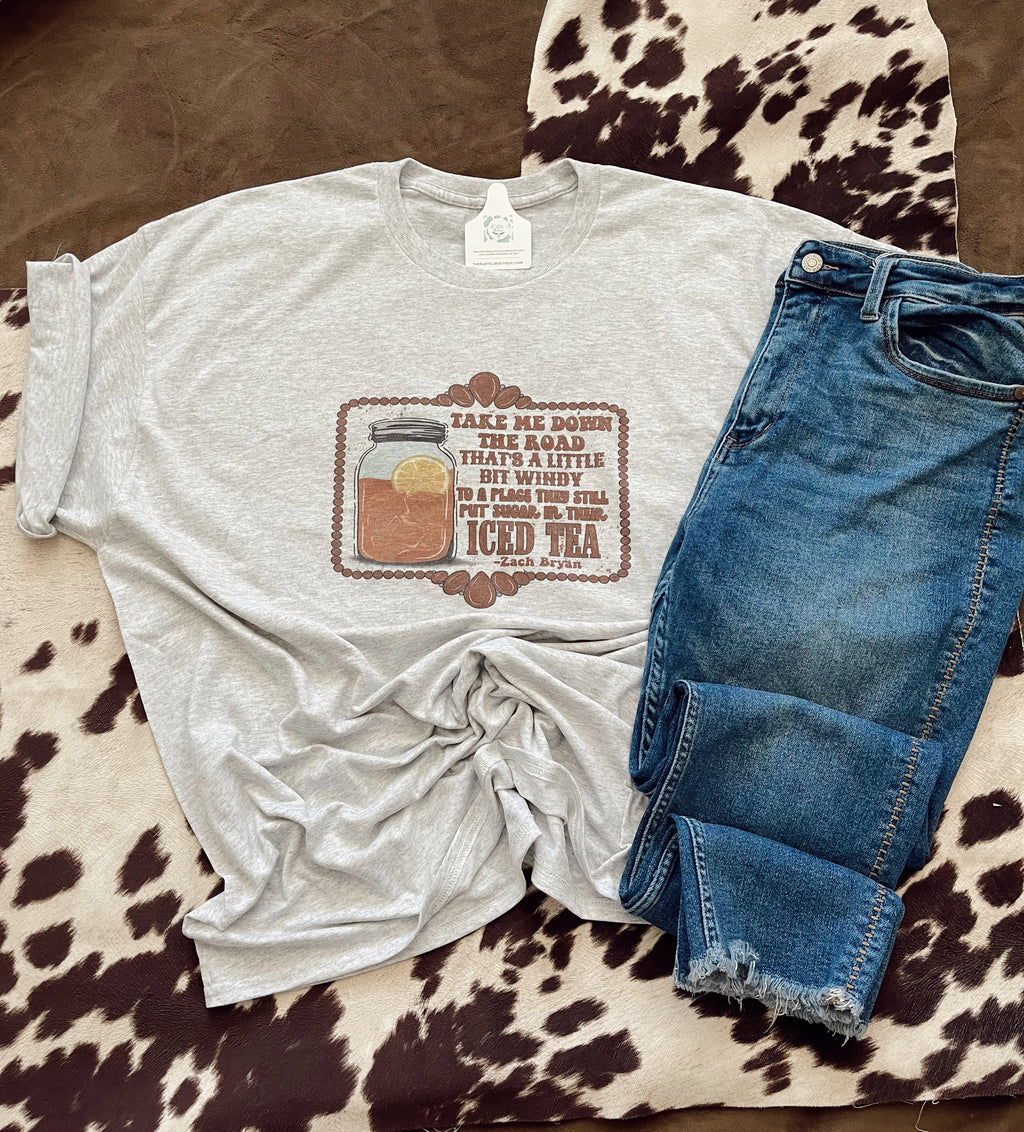 TAKE ME DOWN
THE ROAD
THAT'S A LITTLE
BIT WINDY
TO A PLACE THEY STILL
PUT SUGAR IN THEIR
ICED TEA
-Zach Bryan